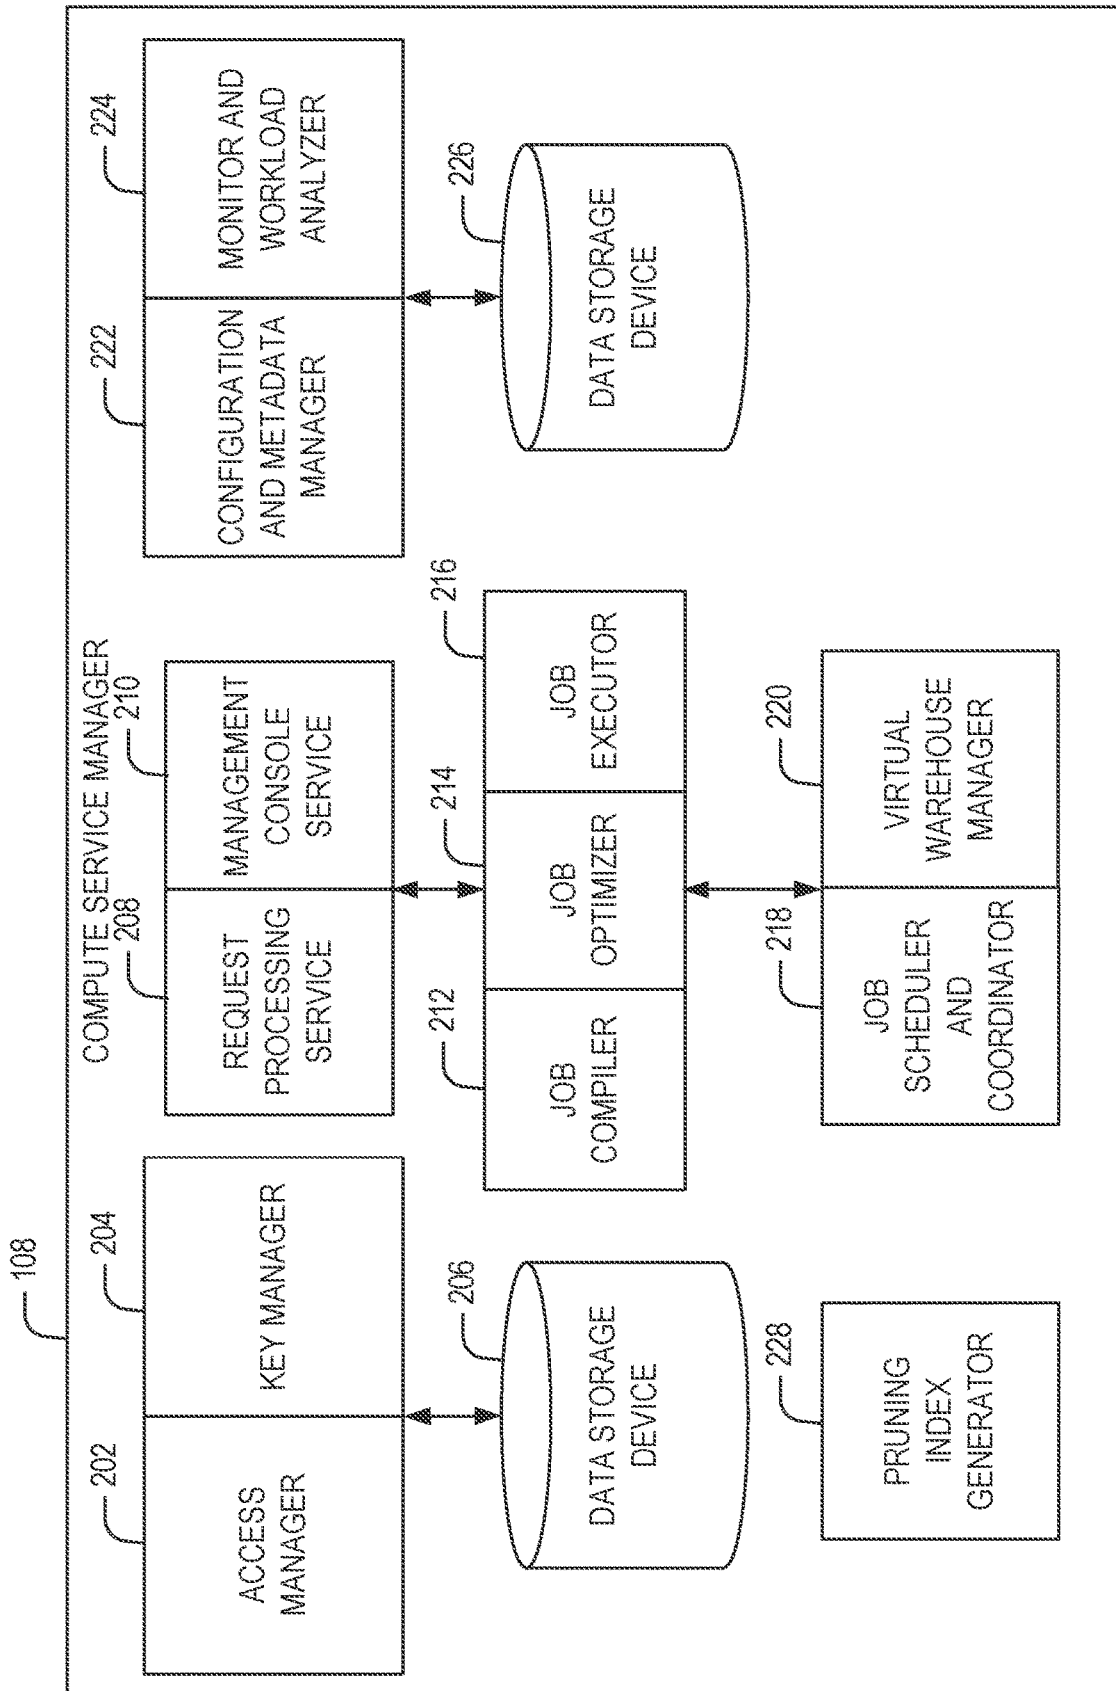 108
COMPUTE SERVICE MANAGER
202
204
208
210
222
224
ACCESS
MANAGER
KEY MANAGER
REQUEST
PROCESSING
SERVICE
MANAGEMENT
CONSOLE
SERVICE
CONFIGURATION
AND METADATA
MANAGER
MONITOR AND
WORKLOAD
ANALYZER
206
212
214
216
226
DATA STORAGE
DEVICE
JOB
COMPILER
JOB
OPTIMIZER
JOB
EXECUTOR
DATA STORAGE
DEVICE
228
218
220
PRUNING
INDEX
GENERATOR
JOB
SCHEDULER
AND
COORDINATOR
VIRTUAL
WAREHOUSE
MANAGER